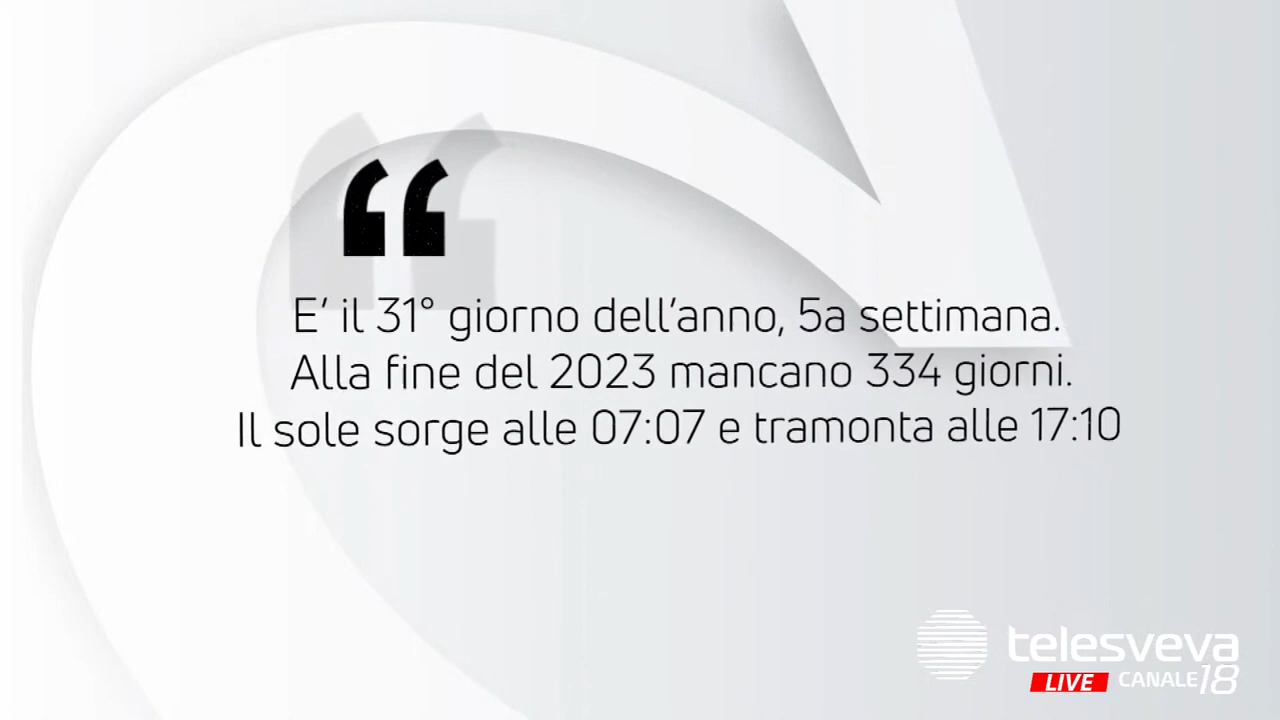 E' il 31° giorno dell'anno, 5a settimana.
Alla fine del 2023 mancano 334 giorni.
Il sole sorge alle 07:07 e tramonta alle 17:10
telesveva
LIVE CANALE 18